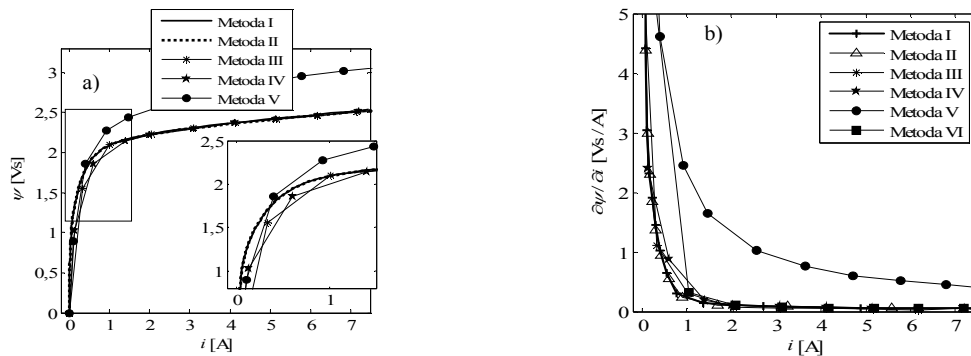 a)
Metoda I
Metoda II
Metoda III
Metoda IV
Metoda V
ψ [Vs]
3
2,5
2
1,5
1
0,5
0
0 1 2 3 4 5 6 7
i [A]
2,5
2
1,5
1
0 1
b)
Metoda I
Metoda II
Metoda III
Metoda IV
Metoda V
Metoda VI
∂ψ/∂i [Vs/A]
5
4
3
2
1
0
0 1 2 3 4 5 6 7
i [A]